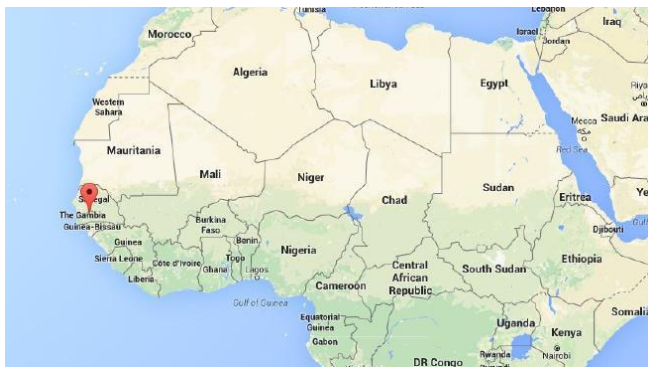 Tunisia
Lebanon
Iraq
Morocco
Israel
Jordan
Algeria
Libya
Egypt
Western
Sahara
Mecca
مكة
Saudi Ara
Mauritania
Red Sea
Mali
Niger
Chad
Sudan
Eritrea
Ye
The Gambia
Guinea-Bissau
Burkina
Faso
Djibouti
Guinea
Benin
Nigeria
Sierra Leone
Côte d'Ivoire
Ghana
Togo
Lagos
Ethiopia
Liberia
Central
African
Republic
South Sudan
Cameroon
Gulf of Guinea
Equatorial
Guinea
Gabon
Uganda
Kenya
Somali
DR Congo
Rwanda
Nairobi